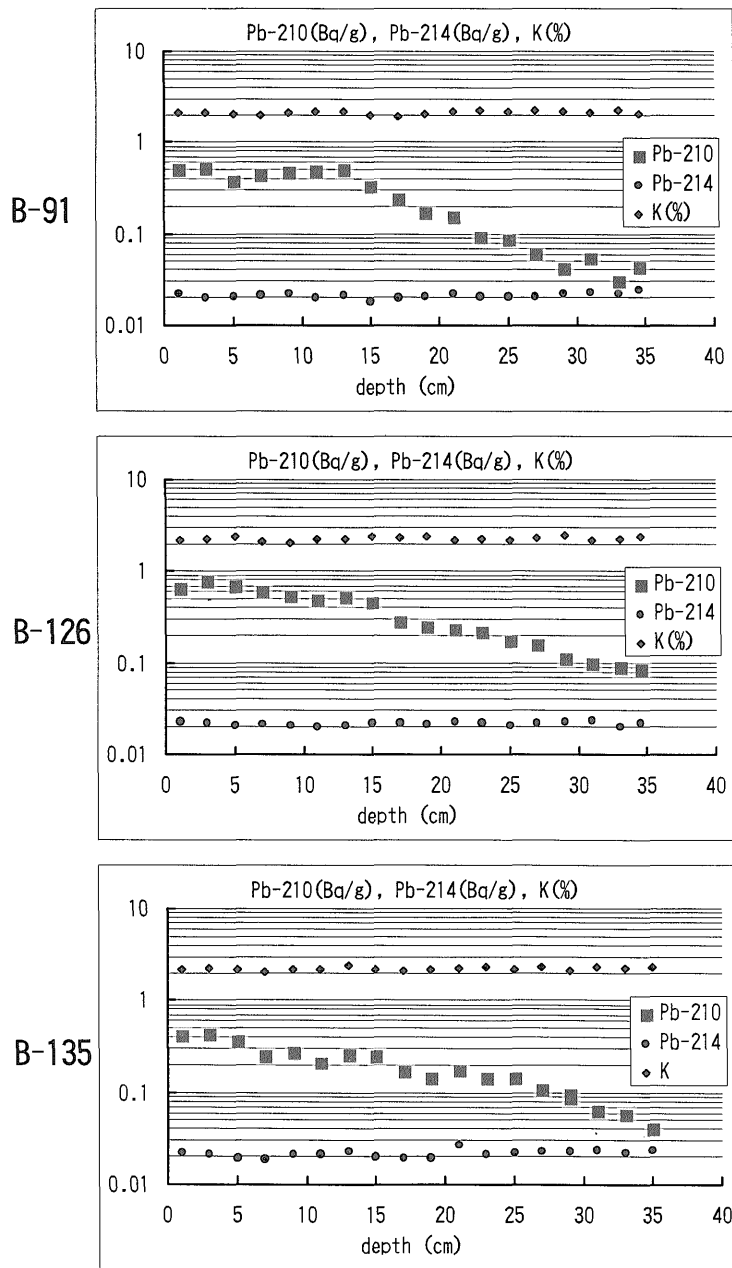 Pb-210(Bq/g), Pb-214(Bq/g), K(%)
10
1
0.1
0.01
0 5 10 15 20 25 30 35 40
depth (cm)
Pb-210
Pb-214
K(%)
B-91
Pb-210(Bq/g), Pb-214(Bq/g), K(%)
10
1
0.1
0.01
0 5 10 15 20 25 30 35 40
depth (cm)
Pb-210
Pb-214
K(%)
B-126
Pb-210(Bq/g), Pb-214(Bq/g), K(%)
10
1
0.1
0.01
0 5 10 15 20 25 30 35 40
depth (cm)
Pb-210
Pb-214
K
B-135